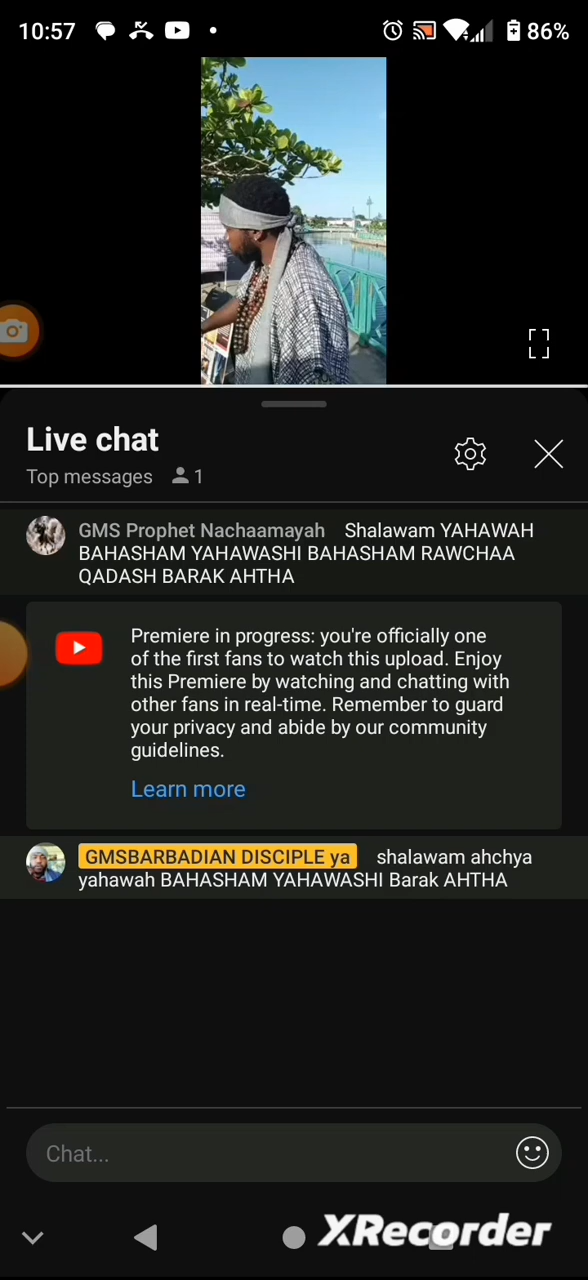 10:57
86%
Live chat
Top messages 1
GMS Prophet Nachaamayah Shalawam YAHAWAH
BAHASHAM YAHAWASHI BAHASHAM RAWCHAA
QADASH BARAK AHTHA
Premiere in progress: you're officially one
of the first fans to watch this upload. Enjoy
this Premiere by watching and chatting with
other fans in real-time. Remember to guard
your privacy and abide by our community
guidelines.
Learn more
GMSBARBADIAN DISCIPLE ya shalawam ahchya
yahawah BAHASHAM YAHAWASHI Barak AHTHA
Chat...
XRecorder